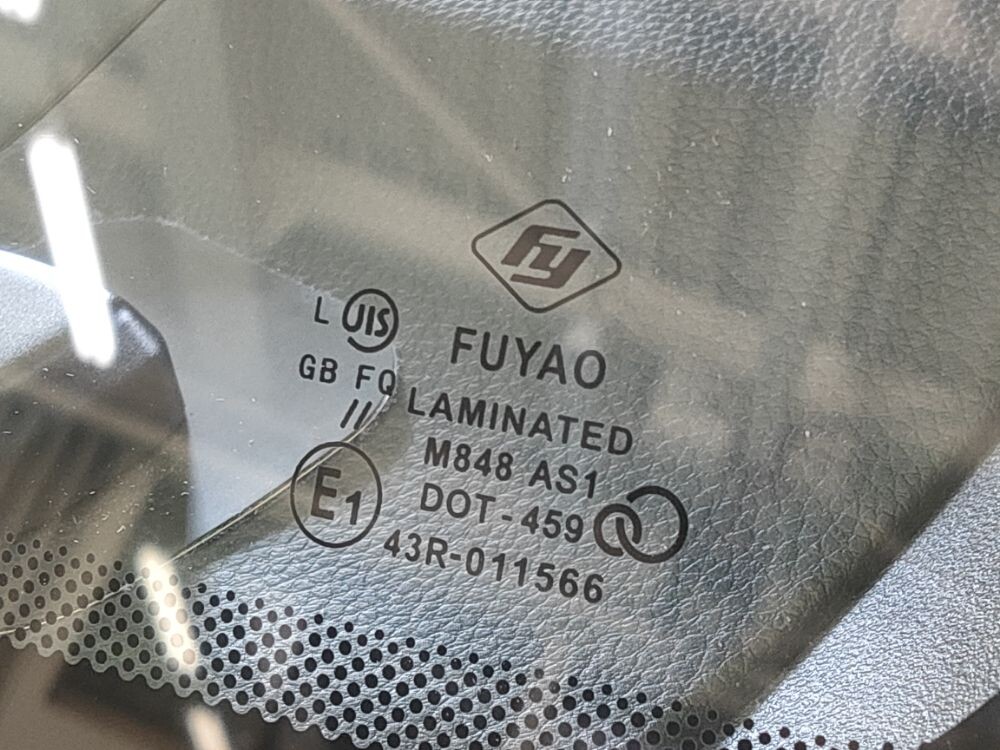 Fy
FUYAO
L JIS
GB FQ
//
LAMINATED
M848 AS1
E1
DOT-459
43R-011566